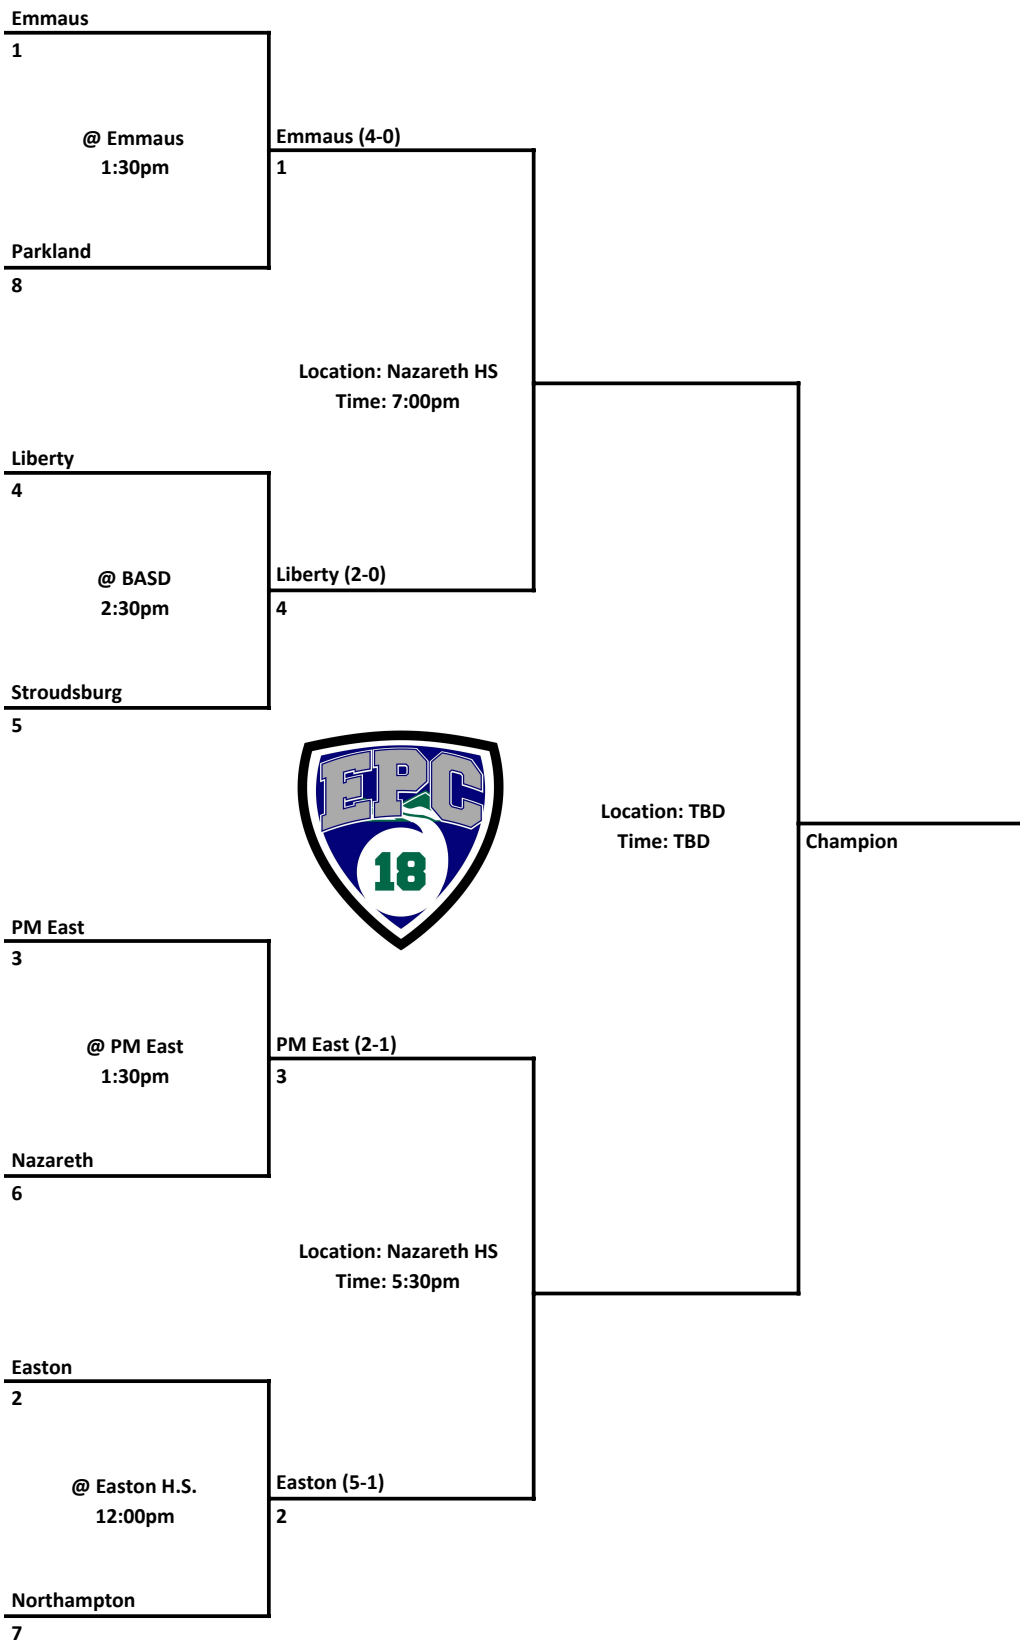 Emmaus
1
@ Emmaus
1:30pm
Emmaus (4-0)
1
Parkland
8
Location: Nazareth HS
Time: 7:00pm
Liberty
4
@ BASD
2:30pm
Liberty (2-0)
4
Stroudsburg
5
EPC
18
Location: TBD
Time: TBD
Champion
PM East
3
@ PM East
1:30pm
PM East (2-1)
3
Nazareth
6
Location: Nazareth HS
Time: 5:30pm
Easton
2
@ Easton H.S.
12:00pm
Easton (5-1)
2
Northampton
7